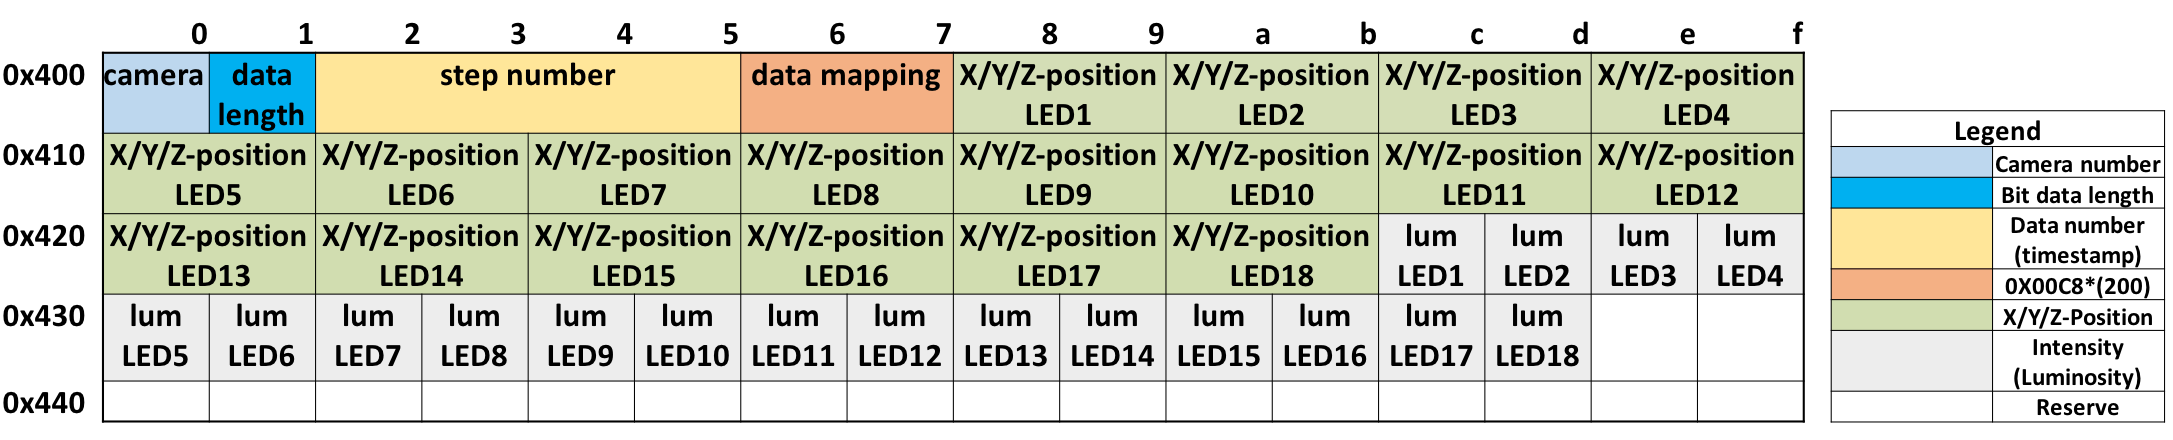 0 1 2 3 4 5 6 7 8 9 a b c d e f
0x400 camera data step number data mapping X/Y/Z-position X/Y/Z-position X/Y/Z-position X/Y/Z-position
length LED1 LED2 LED3 LED4
0x410 X/Y/Z-position X/Y/Z-position X/Y/Z-position X/Y/Z-position X/Y/Z-position X/Y/Z-position X/Y/Z-position X/Y/Z-position
LED5 LED6 LED7 LED8 LED9 LED10 LED11 LED12
0x420 X/Y/Z-position X/Y/Z-position X/Y/Z-position X/Y/Z-position X/Y/Z-position X/Y/Z-position lum lum lum lum
LED13 LED14 LED15 LED16 LED17 LED18 LED1 LED2 LED3 LED4
0x430 lum lum lum lum lum lum lum lum lum lum lum lum lum lum
LED5 LED6 LED7 LED8 LED9 LED10 LED11 LED12 LED13 LED14 LED15 LED16 LED17 LED18
0x440
Legend
Camera number
Bit data length
Data number
(timestamp)
0X00C8*(200)
X/Y/Z-Position
Intensity
(Luminosity)
Reserve